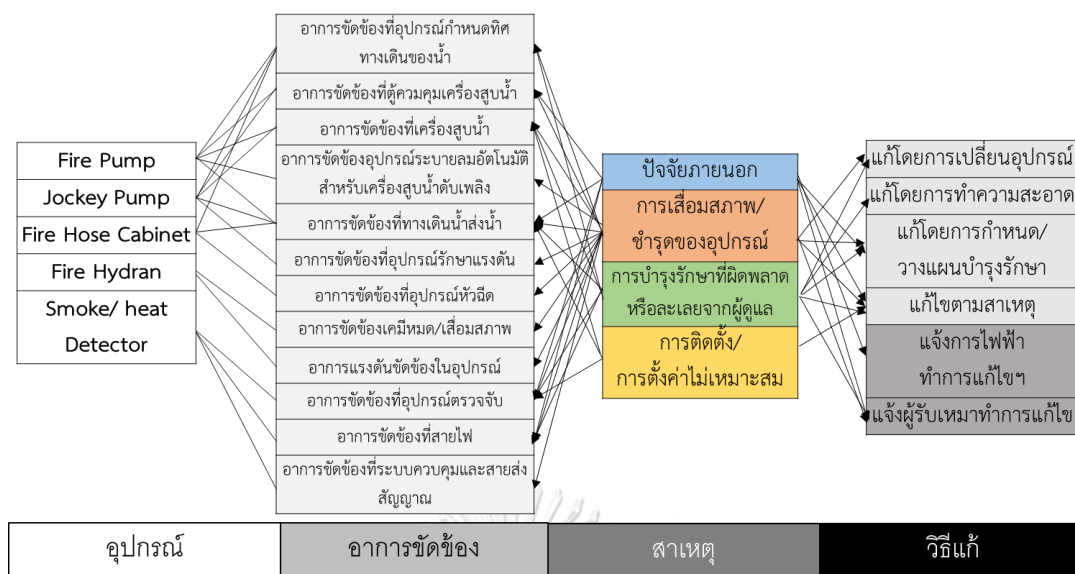 Fire Pump
Jockey Pump
Fire Hose Cabinet
Fire Hydran
Smoke/ heat
Detector
อาการขัดข้องที่อุปกรณ์กำหนดทิศ
ทางเดินของน้ำ
อาการขัดข้องที่ตู้ควมคุมเครื่องสูบน้ำ
อาการขัดข้องที่เครื่องสูบน้ำ
อาการขัดข้องอุปกรณ์ระบายลมอัตโนมัติ
สำหรับเครื่องสูบน้ำดับเพลิง
อาการขัดข้องที่ทางเดินน้ำส่งน้ำ
อาการขัดข้องที่อุปกรณ์รักษาแรงดัน
อาการขัดข้องที่อุปกรณ์หัวฉีด
อาการขัดข้องเคมีหมด/เสื่อมสภาพ
อาการแรงดันขัดข้องในอุปกรณ์
อาการขัดข้องที่อุปกรณ์ตรวจจับ
อาการขัดข้องที่สายไฟ
อาการขัดข้องที่ระบบควบคุมและสายส่ง
สัญญาณ
ปัจจัยภายนอก
การเสื่อมสภาพ/
ชำรุดของอุปกรณ์
การบำรุงรักษาที่ผิดพลาด
หรือละเลยจากผู้ดูแล
การติดตั้ง/
การตั้งค่าไม่เหมาะสม
แก้โดยการเปลี่ยนอุปกรณ์
แก้โดยการทำความสะอาด
แก้โดยการกำหนด/
วางแผนบำรุงรักษา
แก้ไขตามสาเหตุ
แจ้งการไฟฟ้า
ทำการแก้ไขฯ
แจ้งผู้รับเหมาทำการแก้ไข
อุปกรณ์
อาการขัดข้อง
สาเหตุ
วิธีแก้